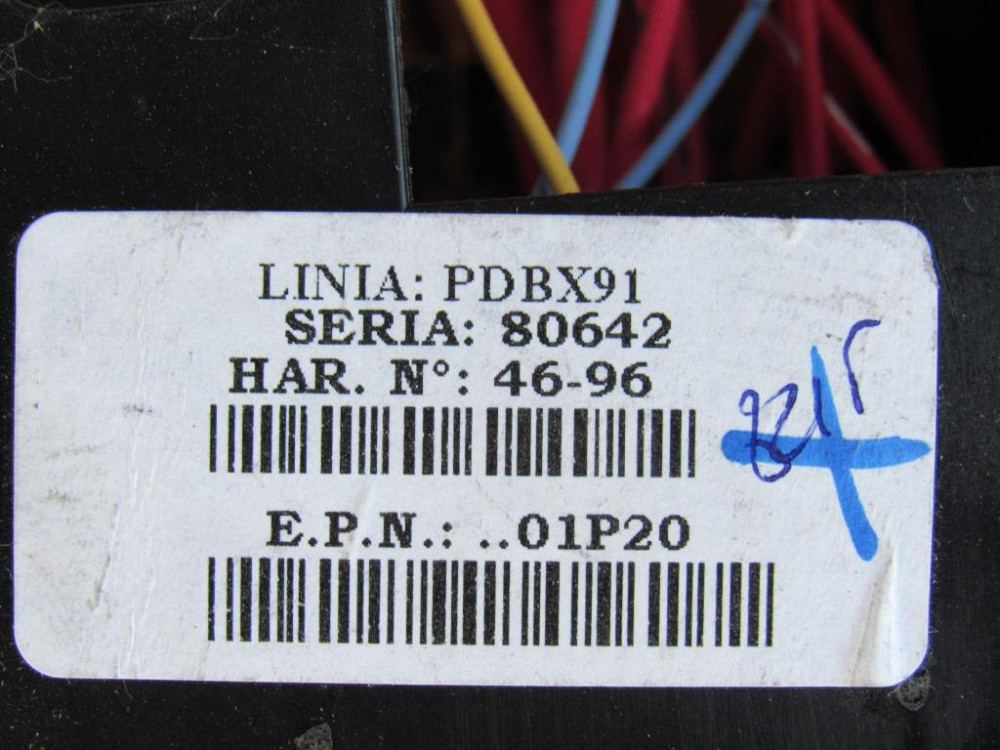 LINIA: PDBX91
SERIA: 80642
HAR. N°: 46-96
E.P.N.: ..01P20